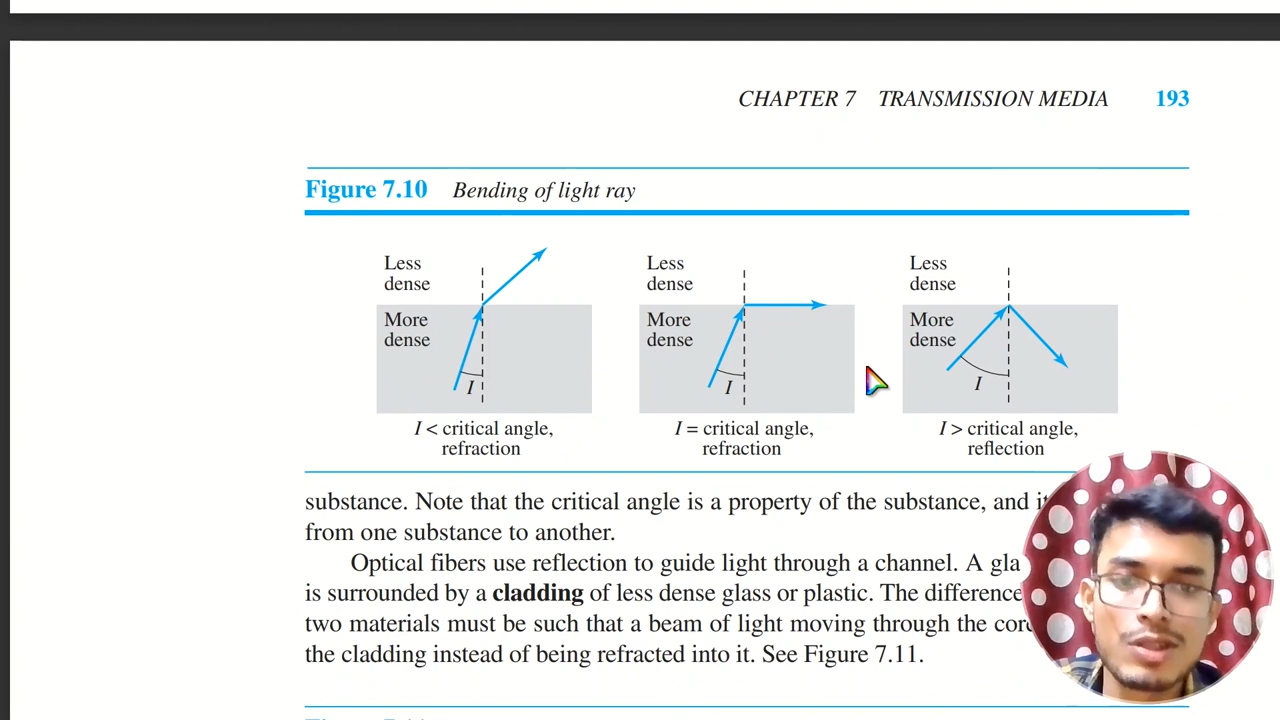 CHAPTER 7 TRANSMISSION MEDIA 193
Figure 7.10 Bending of light ray
Less
dense
More
dense
I
I < critical angle,
refraction
Less
dense
More
dense
I
I = critical angle,
refraction
Less
dense
More
dense
I
I > critical angle,
reflection
substance. Note that the critical angle is a property of the substance, and
from one substance to another.
Optical fibers use reflection to guide light through a channel. A
is surrounded by a cladding of less dense glass or plastic. The difference
two materials must be such that a beam of light moving through the
the cladding instead of being refracted into it. See Figure 7.11.